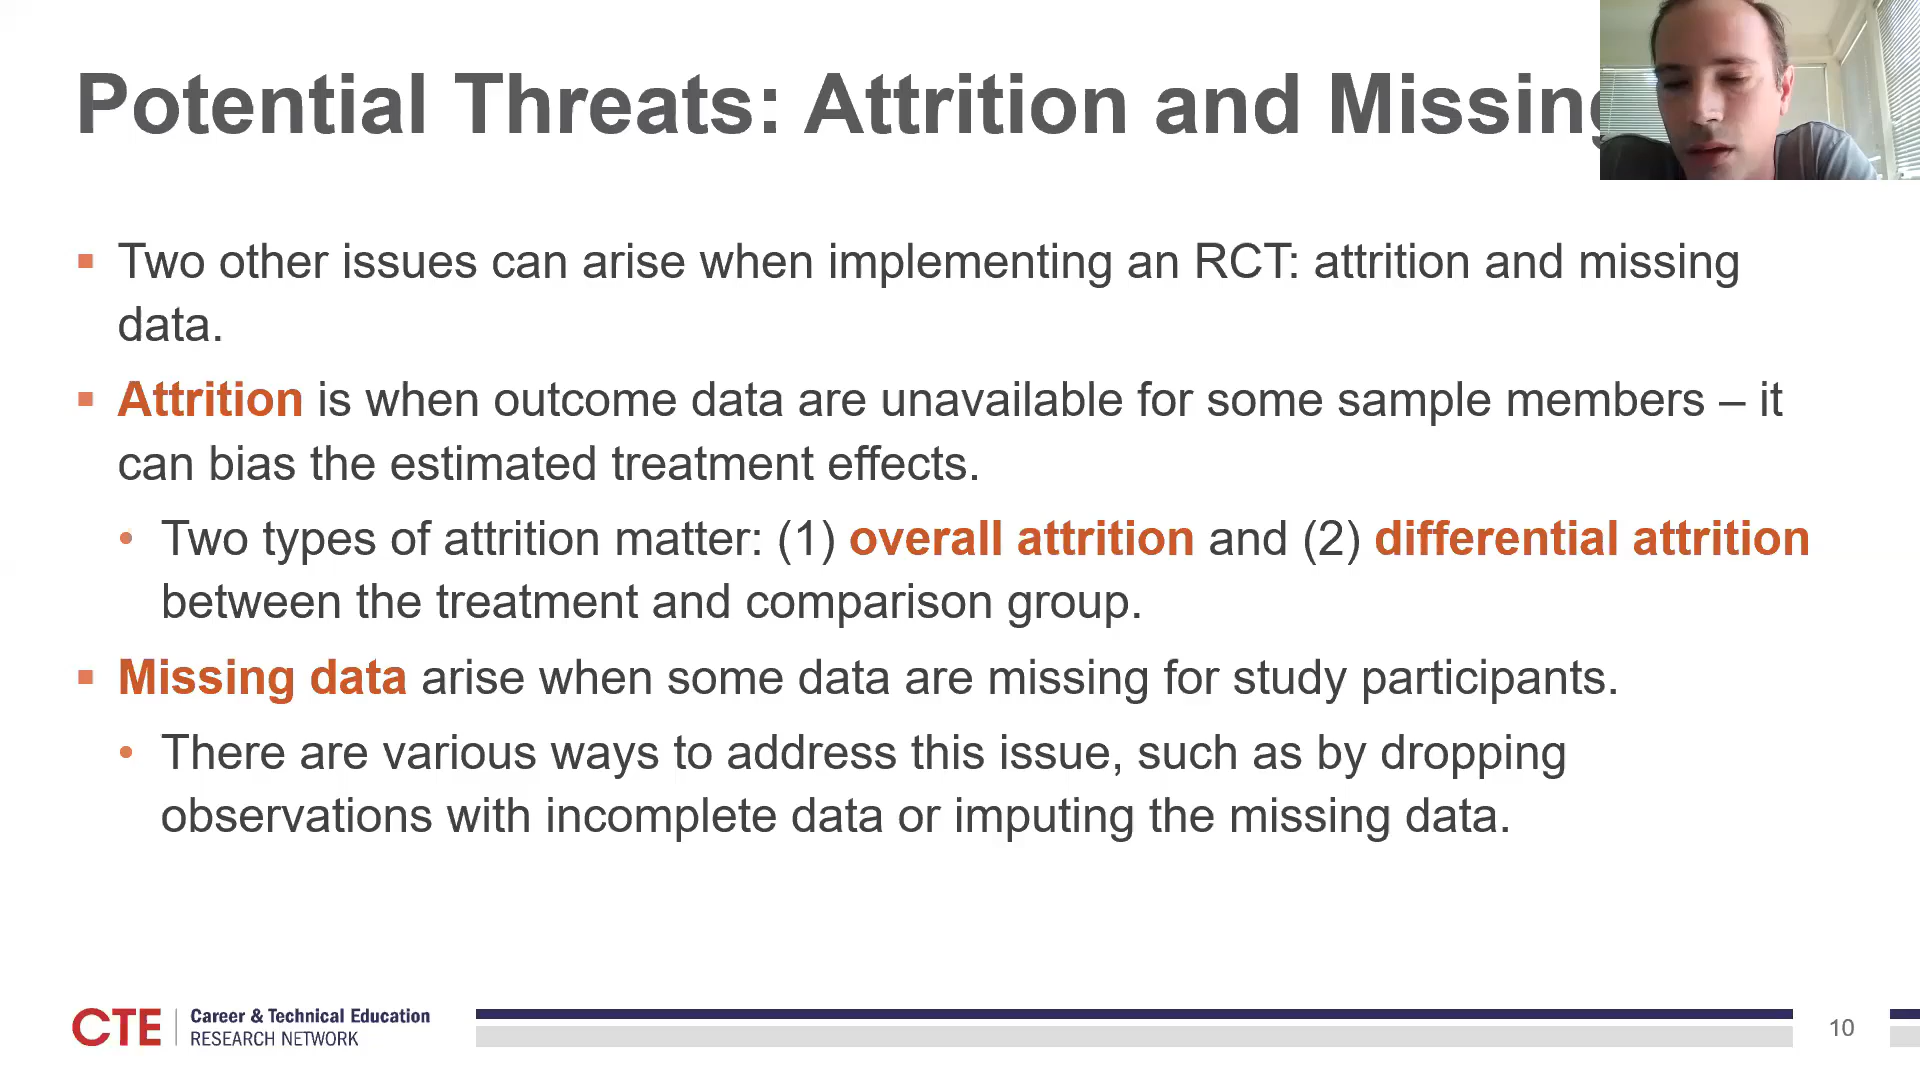 Potential Threats: Attrition and Missing
▪ Two other issues can arise when implementing an RCT: attrition and missing
data.
▪ Attrition is when outcome data are unavailable for some sample members – it
can bias the estimated treatment effects.
• Two types of attrition matter: (1) overall attrition and (2) differential attrition
between the treatment and comparison group.
▪ Missing data arise when some data are missing for study participants.
• There are various ways to address this issue, such as by dropping
observations with incomplete data or imputing the missing data.
CTE | Career & Technical Education
RESEARCH NETWORK
10